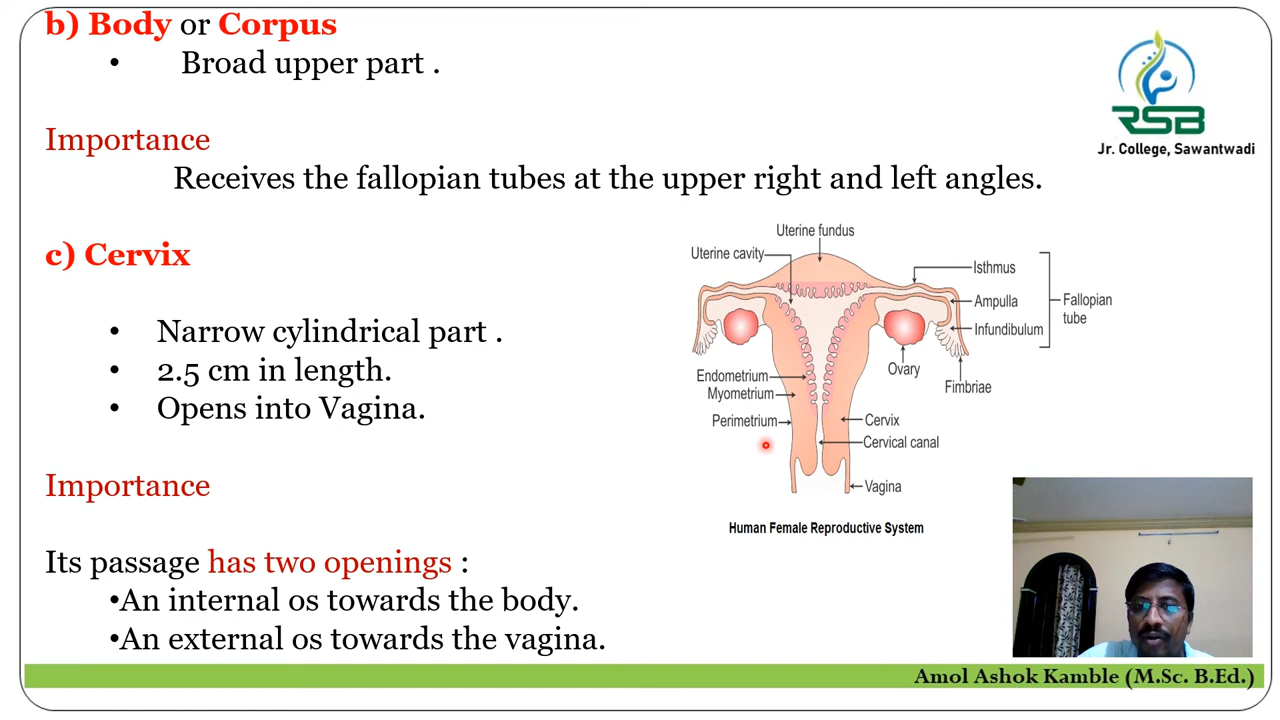 b) Body or Corpus
• Broad upper part .
Importance
Receives the fallopian tubes at the upper right and left angles.
c) Cervix
• Narrow cylindrical part .
• 2.5 cm in length.
• Opens into Vagina.
Importance
Its passage has two openings :
•An internal os towards the body.
•An external os towards the vagina.
RSB
Jr. College, Sawantwadi
Uterine fundus
Uterine cavity
Isthmus
Ampulla
Fallopian
tube
Infundibulum
Ovary
Fimbriae
Endometrium
Myometrium
Perimetrium
Cervix
Cervical canal
Vagina
Human Female Reproductive System
Amol Ashok Kamble (M.Sc. B.Ed.)